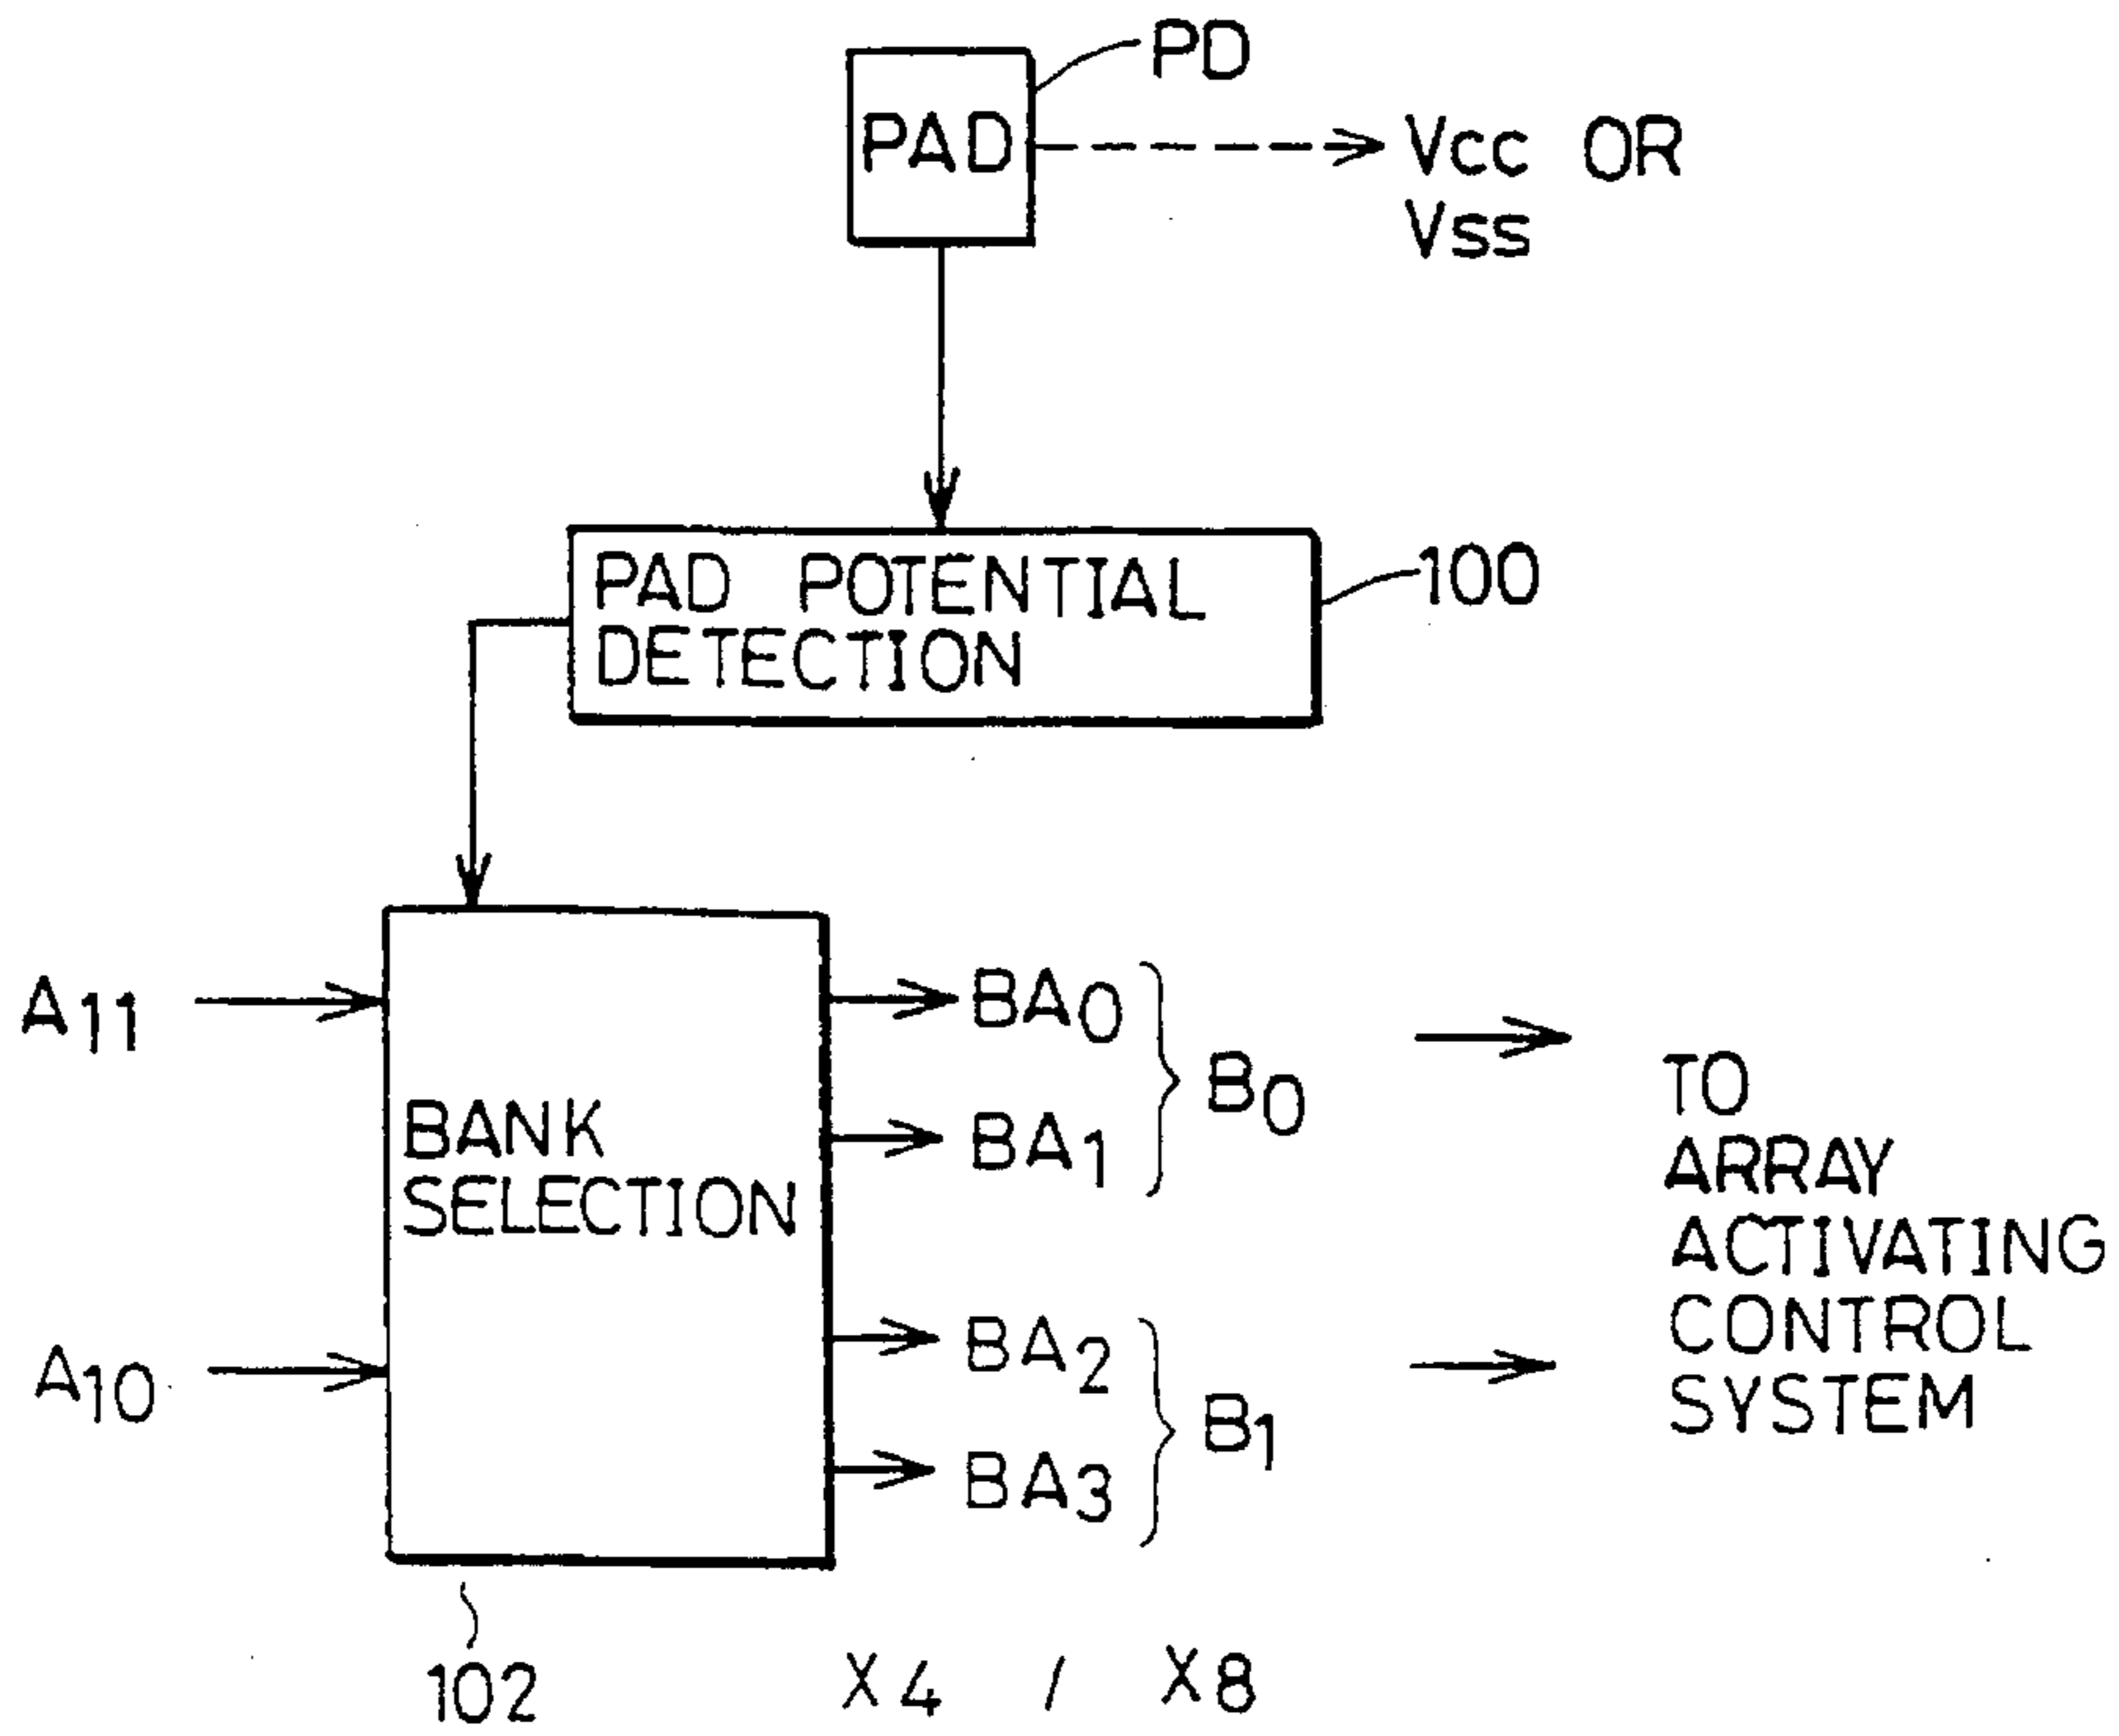 PD
PAD
Vcc OR
Vss
PAD POTENTIAL
DETECTION
100
A11
BA0
B0
BA1
BANK
SELECTION
TO
ARRAY
ACTIVATING
CONTROL
SYSTEM
A10
BA2
B1
BA3
102
X4 / X8